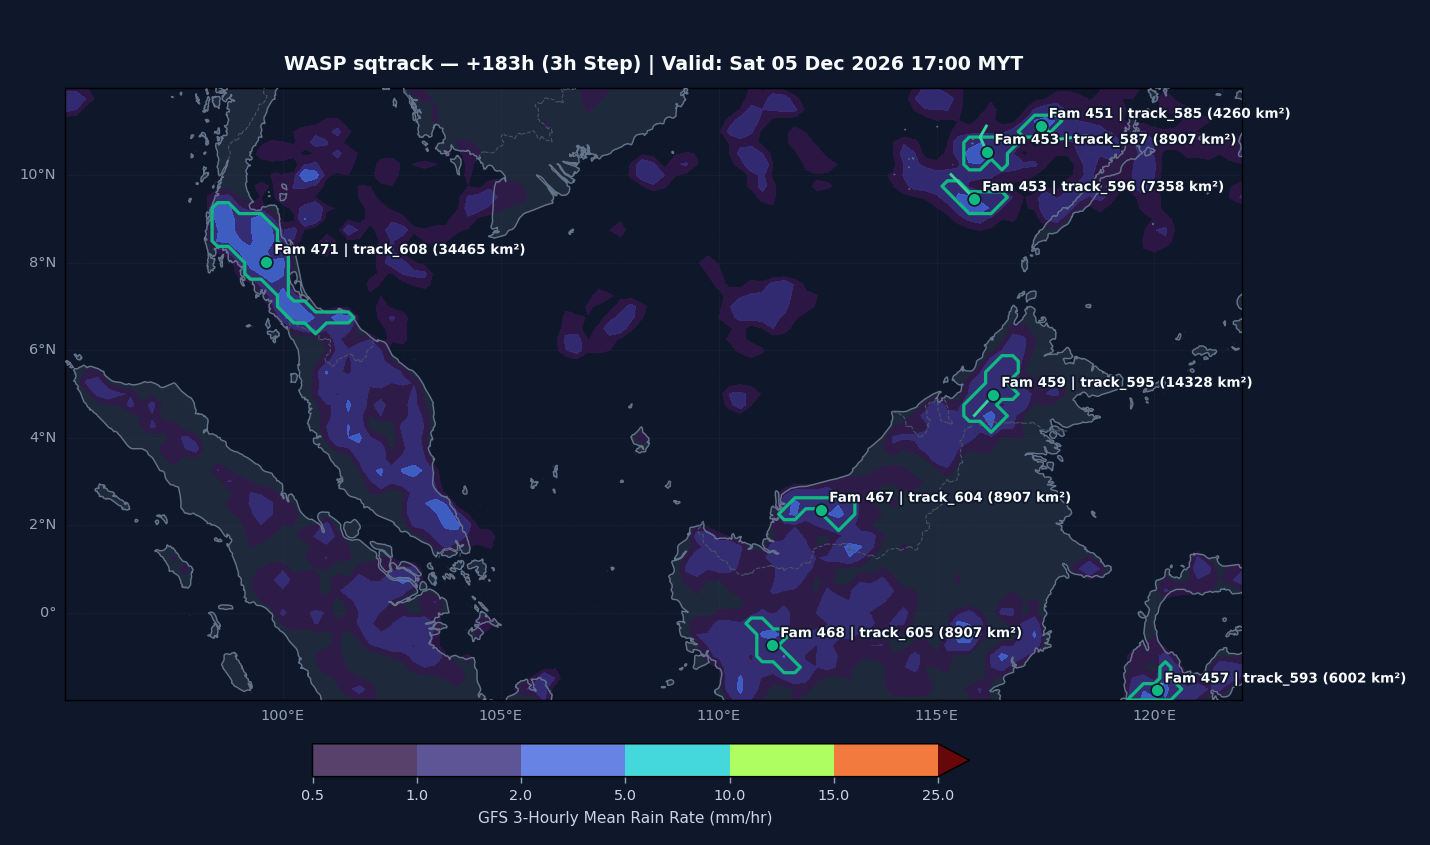 WASP sqtrack — +183h (3h Step) | Valid: Sat 05 Dec 2026 17:00 MYT
Fam 451 | track_585 (4260 km²)
Fam 453 | track_587 (8907 km²)
10°N
Fam 453 | track_596 (7358 km²)
Fam 471 | track_608 (34465 km²)
8°N
6°N
Fam 459 | track_595 (14328 km²)
4°N
Fam 467 | track_604 (8907 km²)
2°N
0°
Fam 468 | track_605 (8907 km²)
Fam 457 | track_593 (6002 km²)
100°E 105°E 110°E 115°E 120°E
0.5 1.0 2.0 5.0 10.0 15.0 25.0
GFS 3-Hourly Mean Rain Rate (mm/hr)